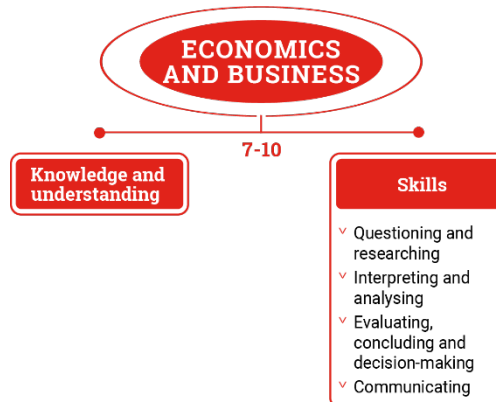 ECONOMICS
AND BUSINESS
7-10
Knowledge and
understanding
Skills
Questioning and
researching
Interpreting and
analysing
Evaluating,
concluding and
decision-making
Communicating